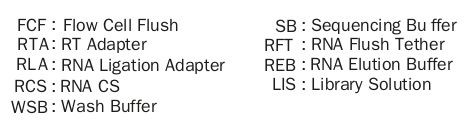 FCF : Flow Cell Flush
RTA : RT Adapter
RLA : RNA Ligation Adapter
RCS : RNA CS
WSB : Wash Buffer
SB : Sequencing Buffer
RFT : RNA Flush Tether
REB : RNA Elution Buffer
LIS : Library Solution